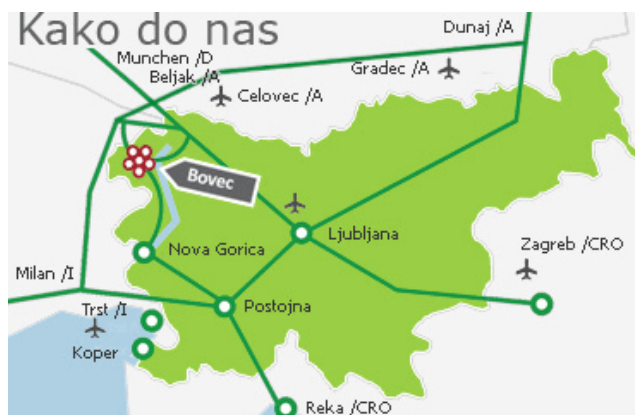 Kako do nas
Dunaj /A
Munchen /D
Beljak /A
Gradec /A
Celovec /A
Bovec
Ljubljana
Nova Gorica
Zagreb /CRO
Milan /I
Trst /I
Postojna
Koper
Reka /CRO